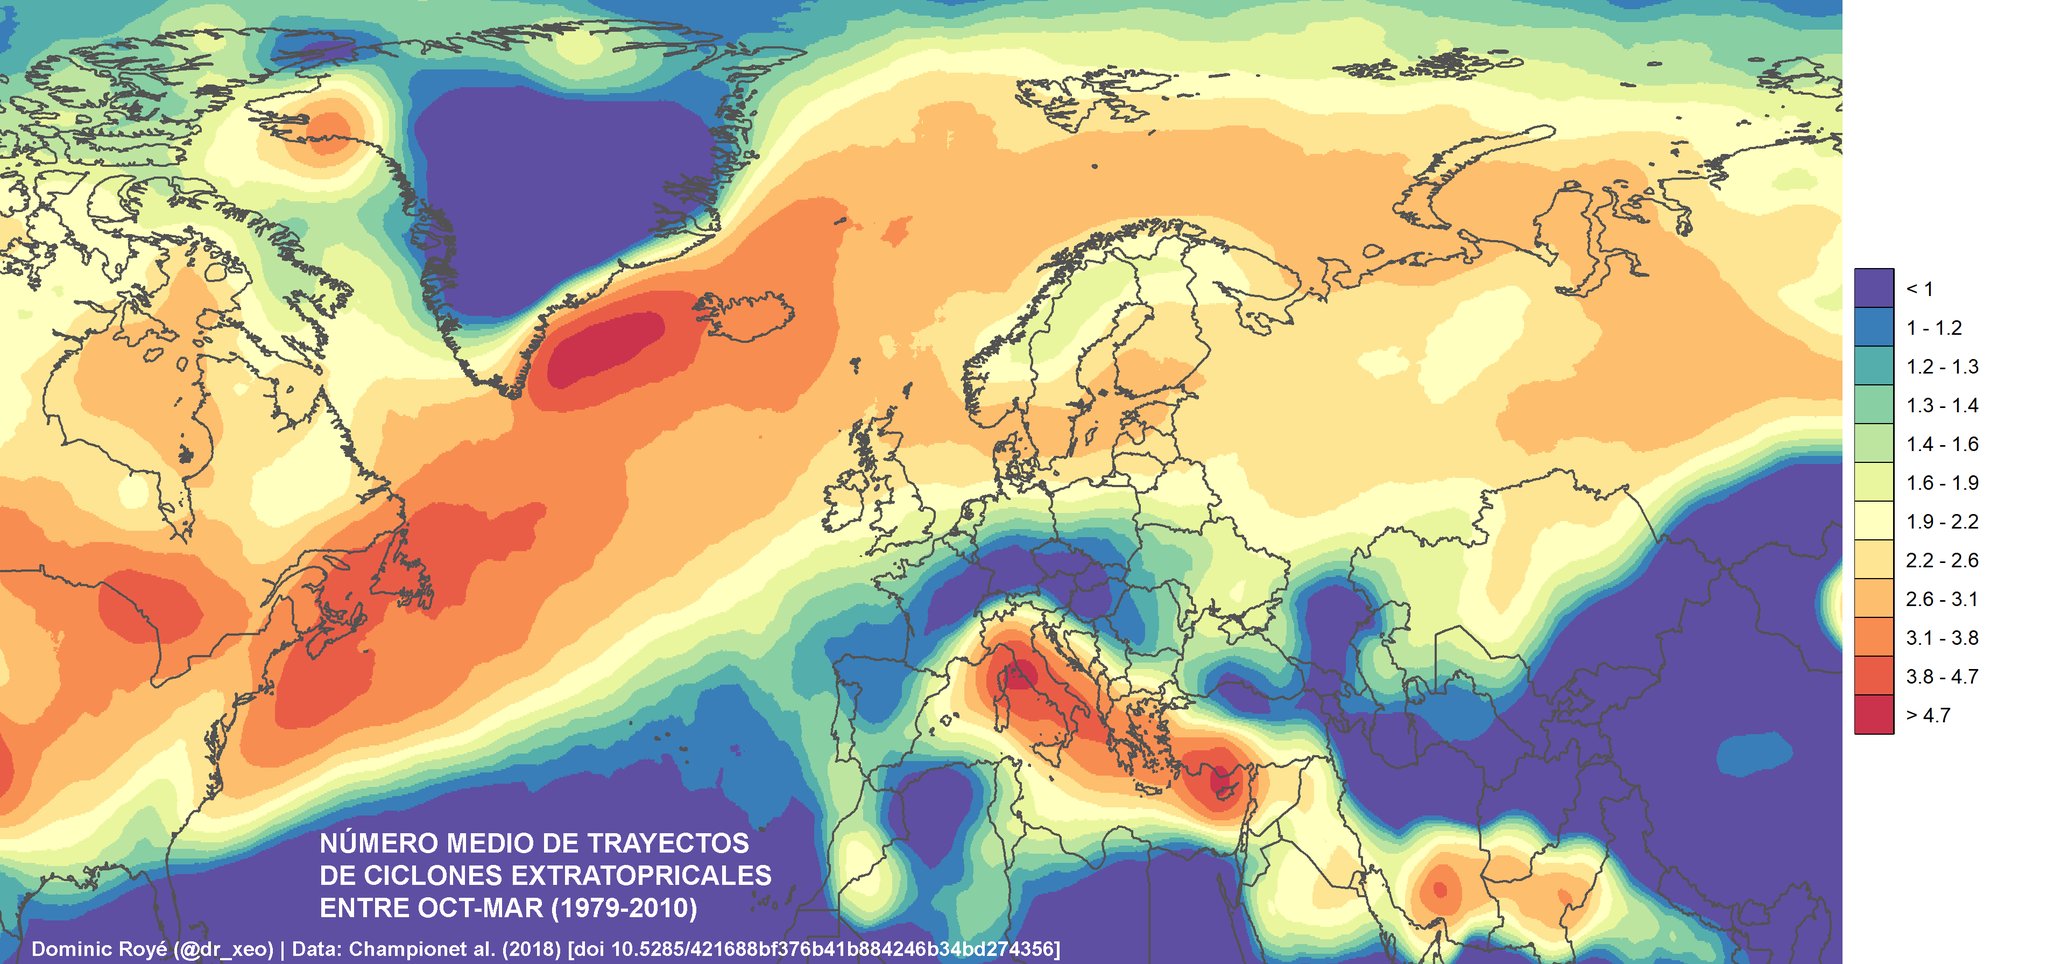 < 1
1 - 1.2
1.2 - 1.3
1.3 - 1.4
1.4 - 1.6
1.6 - 1.9
1.9 - 2.2
2.2 - 2.6
2.6 - 3.1
3.1 - 3.8
3.8 - 4.7
> 4.7
NÚMERO MEDIO DE TRAYECTOS
DE CICLONES EXTRATOPRICALES
ENTRE OCT-MAR (1979-2010)
Dominic Royé (@dr_xeo) | Data: Championet al. (2018) [doi 10.5285/421688bf376b41b884246b34bd274356]